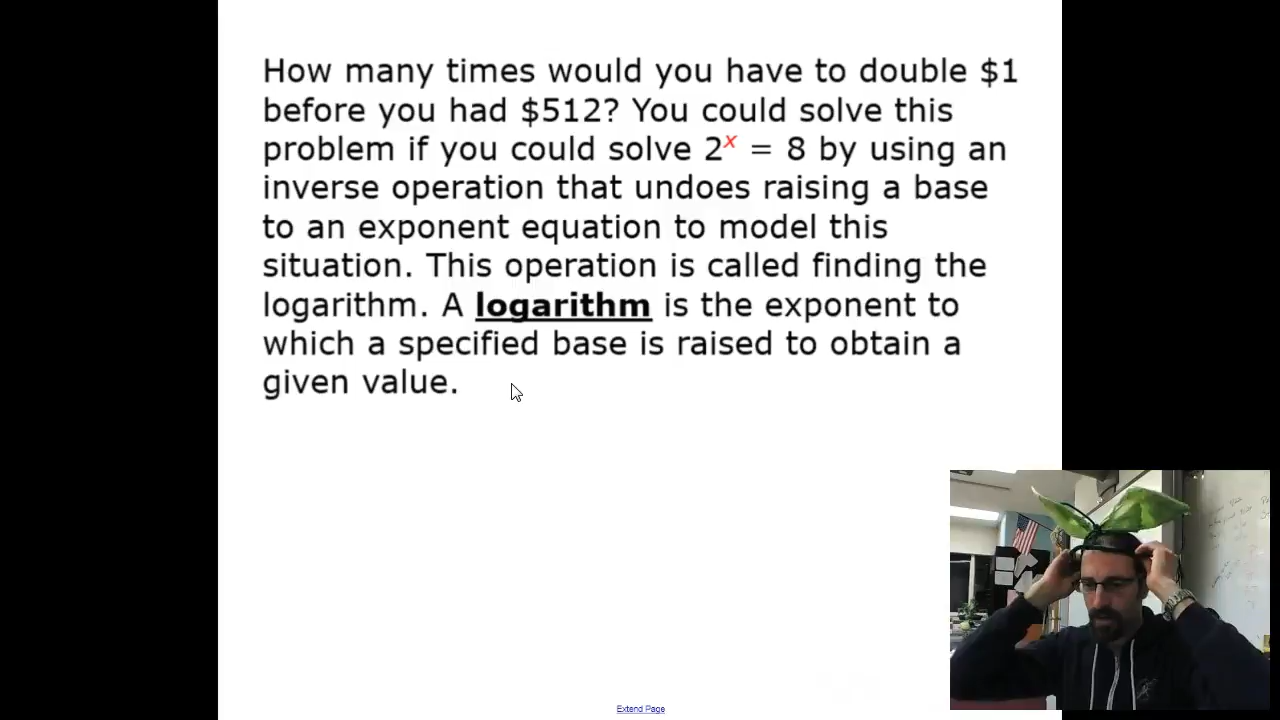 How many times would you have to double $1
before you had $512? You could solve this
problem if you could solve 2ˣ = 8 by using an
inverse operation that undoes raising a base
to an exponent equation to model this
situation. This operation is called finding the
logarithm. A logarithm is the exponent to
which a specified base is raised to obtain a
given value.
Extend Page